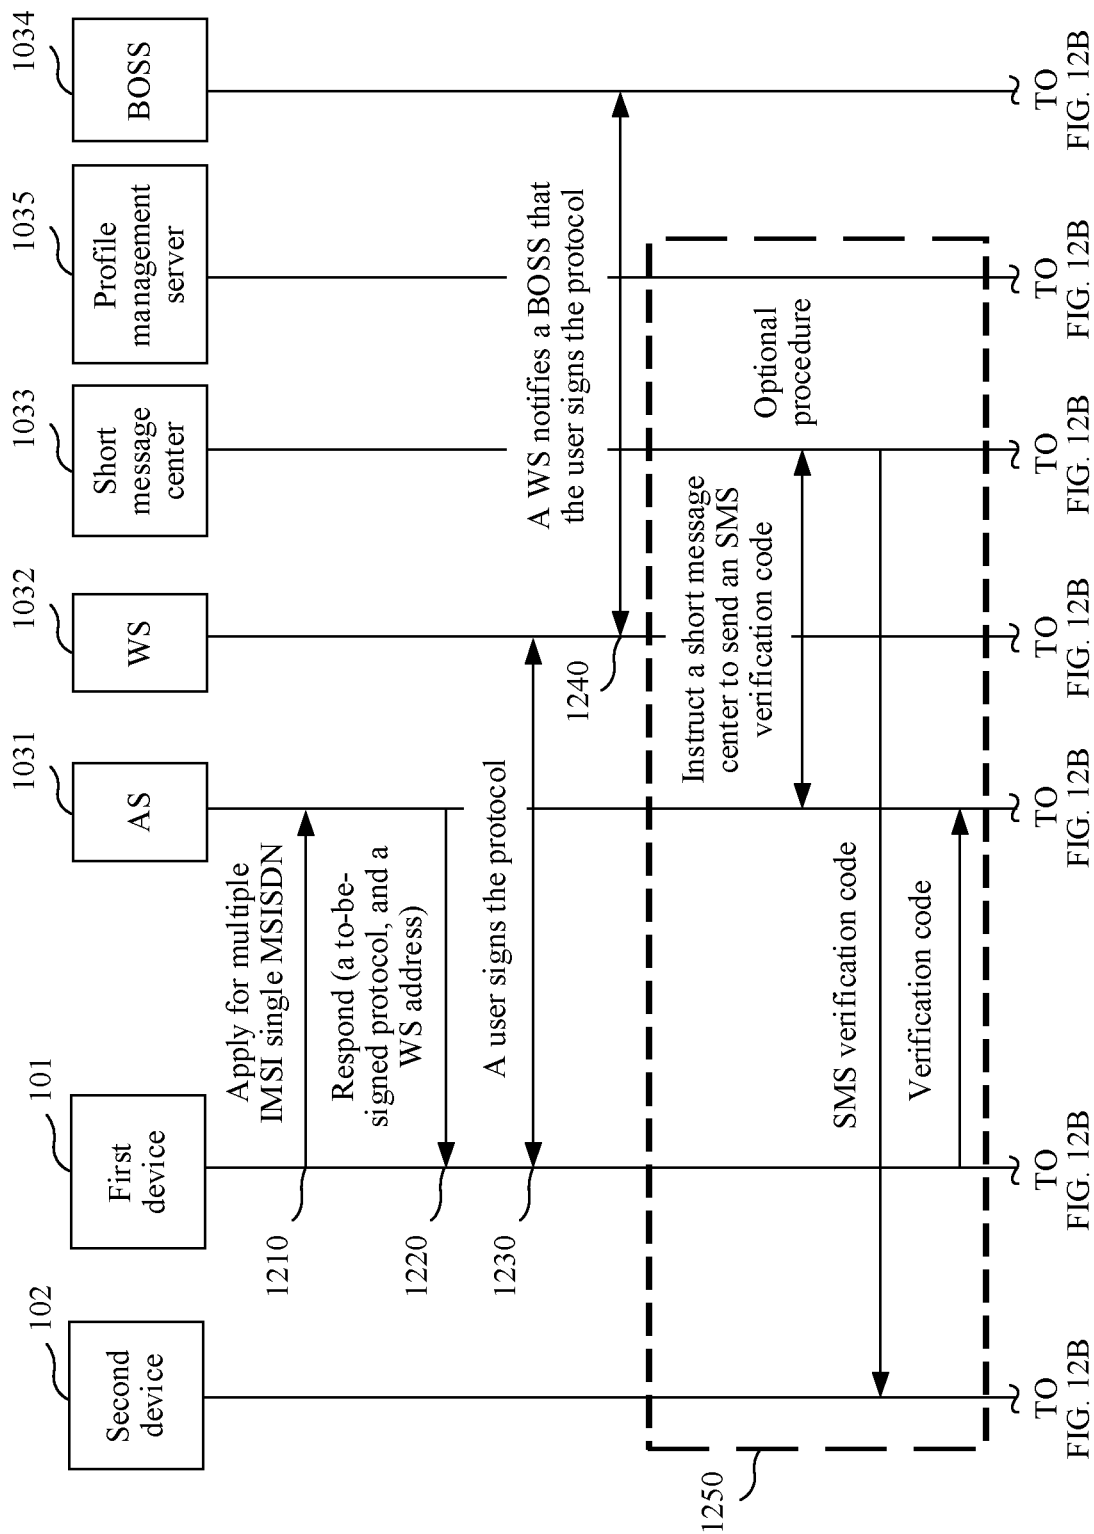 102
101
1031
1032
1033
1035
1034
Second
device
First
device
AS
WS
Short
message
center
Profile
management
server
BOSS
1210
Apply for multiple
IMSI single MSISDN
1220
Respond (a to-be-
signed protocol, and a
WS address)
1230
A user signs the protocol
1240
A WS notifies a BOSS that
the user signs the protocol
1250
Instruct a short message
center to send an SMS
verification code
Optional
procedure
SMS verification code
Verification code
TO
FIG. 12B
TO
FIG. 12B
TO
FIG. 12B
TO
FIG. 12B
TO
FIG. 12B
TO
FIG. 12B
TO
FIG. 12B